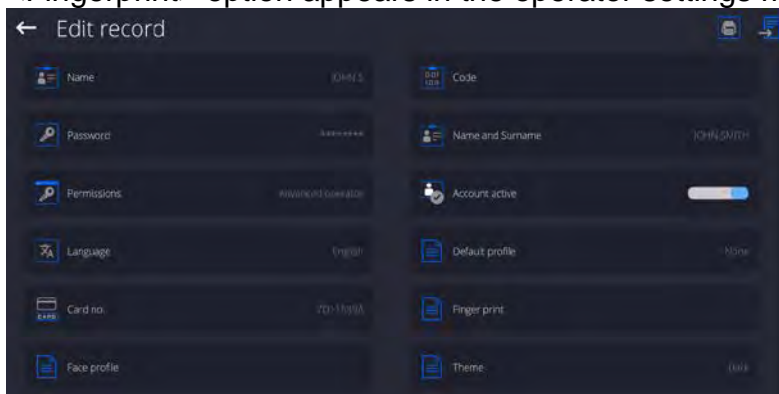 Fingerprint> option appears in the operator settings
← Edit record
Name JOHN S
Code
Password ********
Name and Surname JOHN SMITH
Permissions Advanced operator
Account active
Language English
Default profile None
Card no.
Finger print
Face profile
Theme Dark